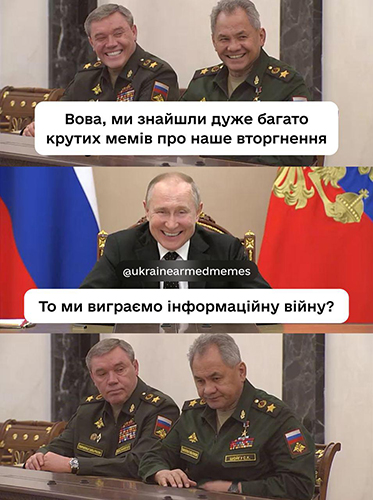 Вова, ми знайшли дуже багато
крутих мемів про наше вторгнення
@ukrainearmedmemes
То ми виграємо інформаційну війну?